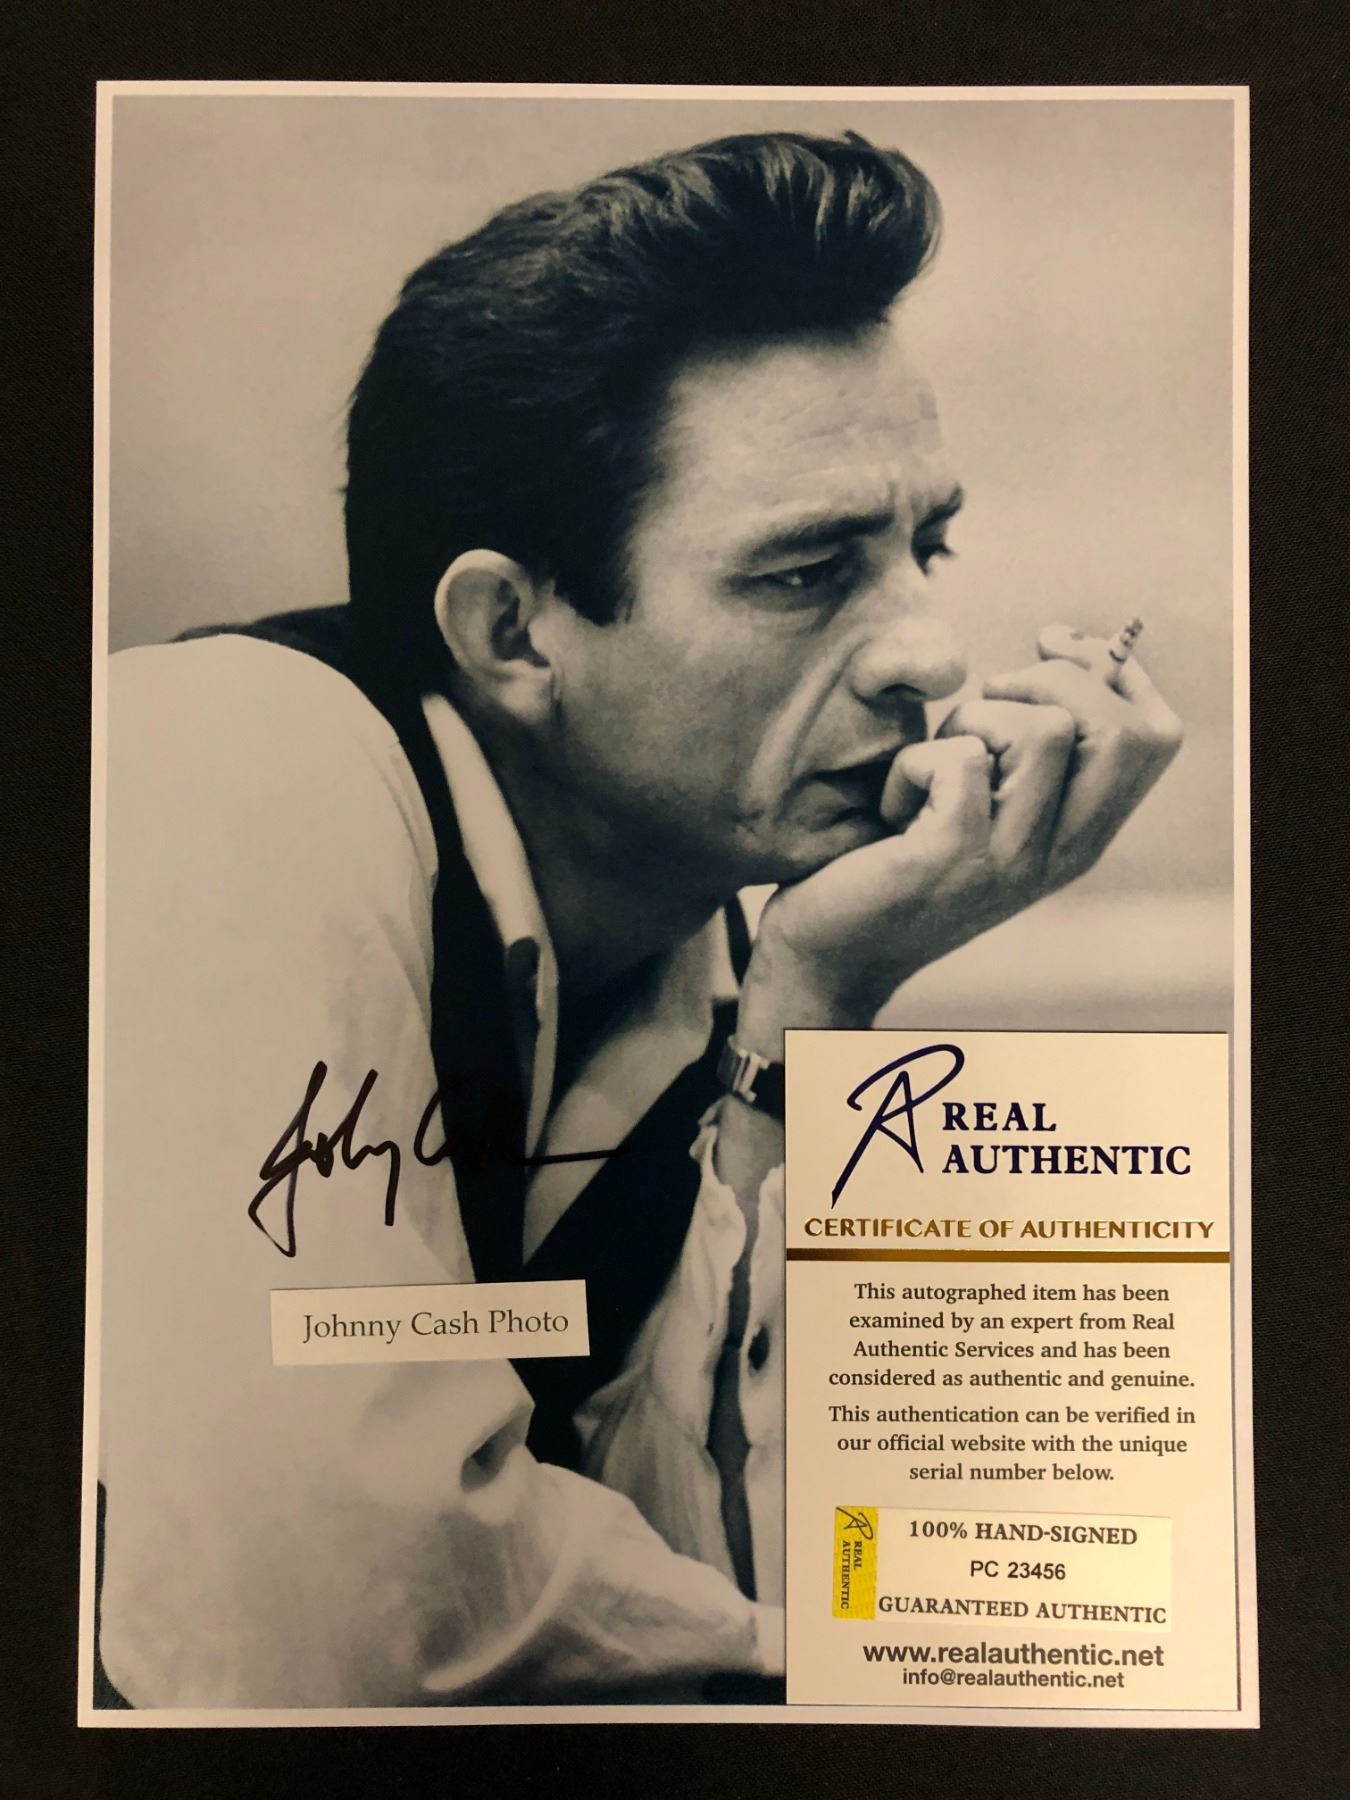 Johnny Cash
Johnny Cash Photo
REAL
AUTHENTIC
CERTIFICATE OF AUTHENTICITY
This autographed item has been
examined by an expert from Real
Authentic Services and has been
considered as authentic and genuine.
This authentication can be verified in
our official website with the unique
serial number below.
REAL
AUTHENTIC
100% HAND-SIGNED
PC 23456
GUARANTEED AUTHENTIC
www.realauthentic.net
info@realauthentic.net